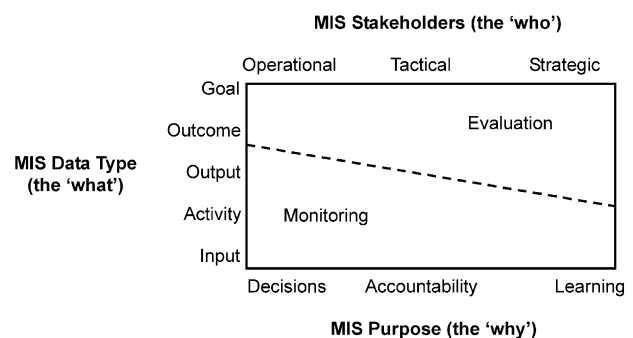 MIS Stakeholders (the ‘who’)
Operational Tactical Strategic
Goal
Outcome
Evaluation
MIS Data Type
(the ‘what’)
Output
Activity
Monitoring
Input
Decisions Accountability Learning
MIS Purpose (the ‘why’)